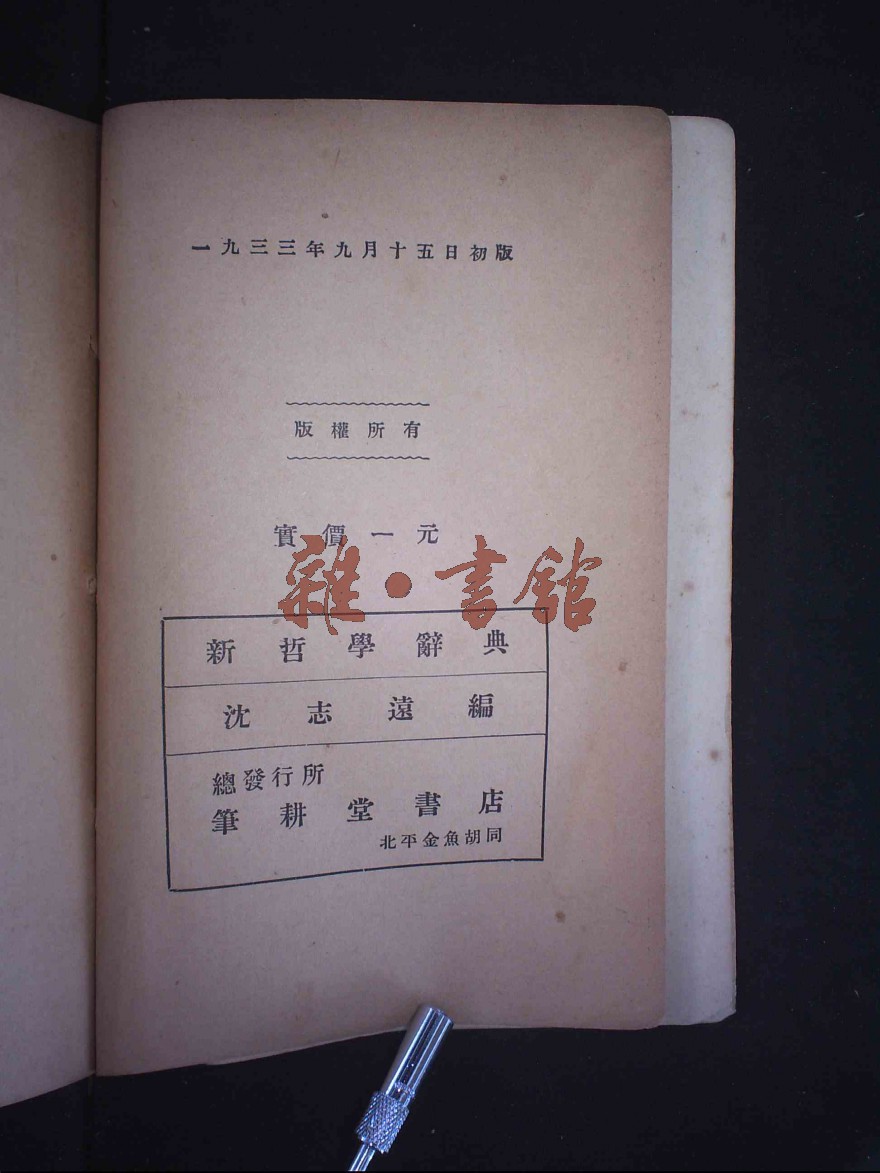 一九三三年九月十五日初版
版權所有
實價一元
雜·書館
新哲學辭典
沈志遠編
總發行所
筆耕堂書店
北平金魚胡同